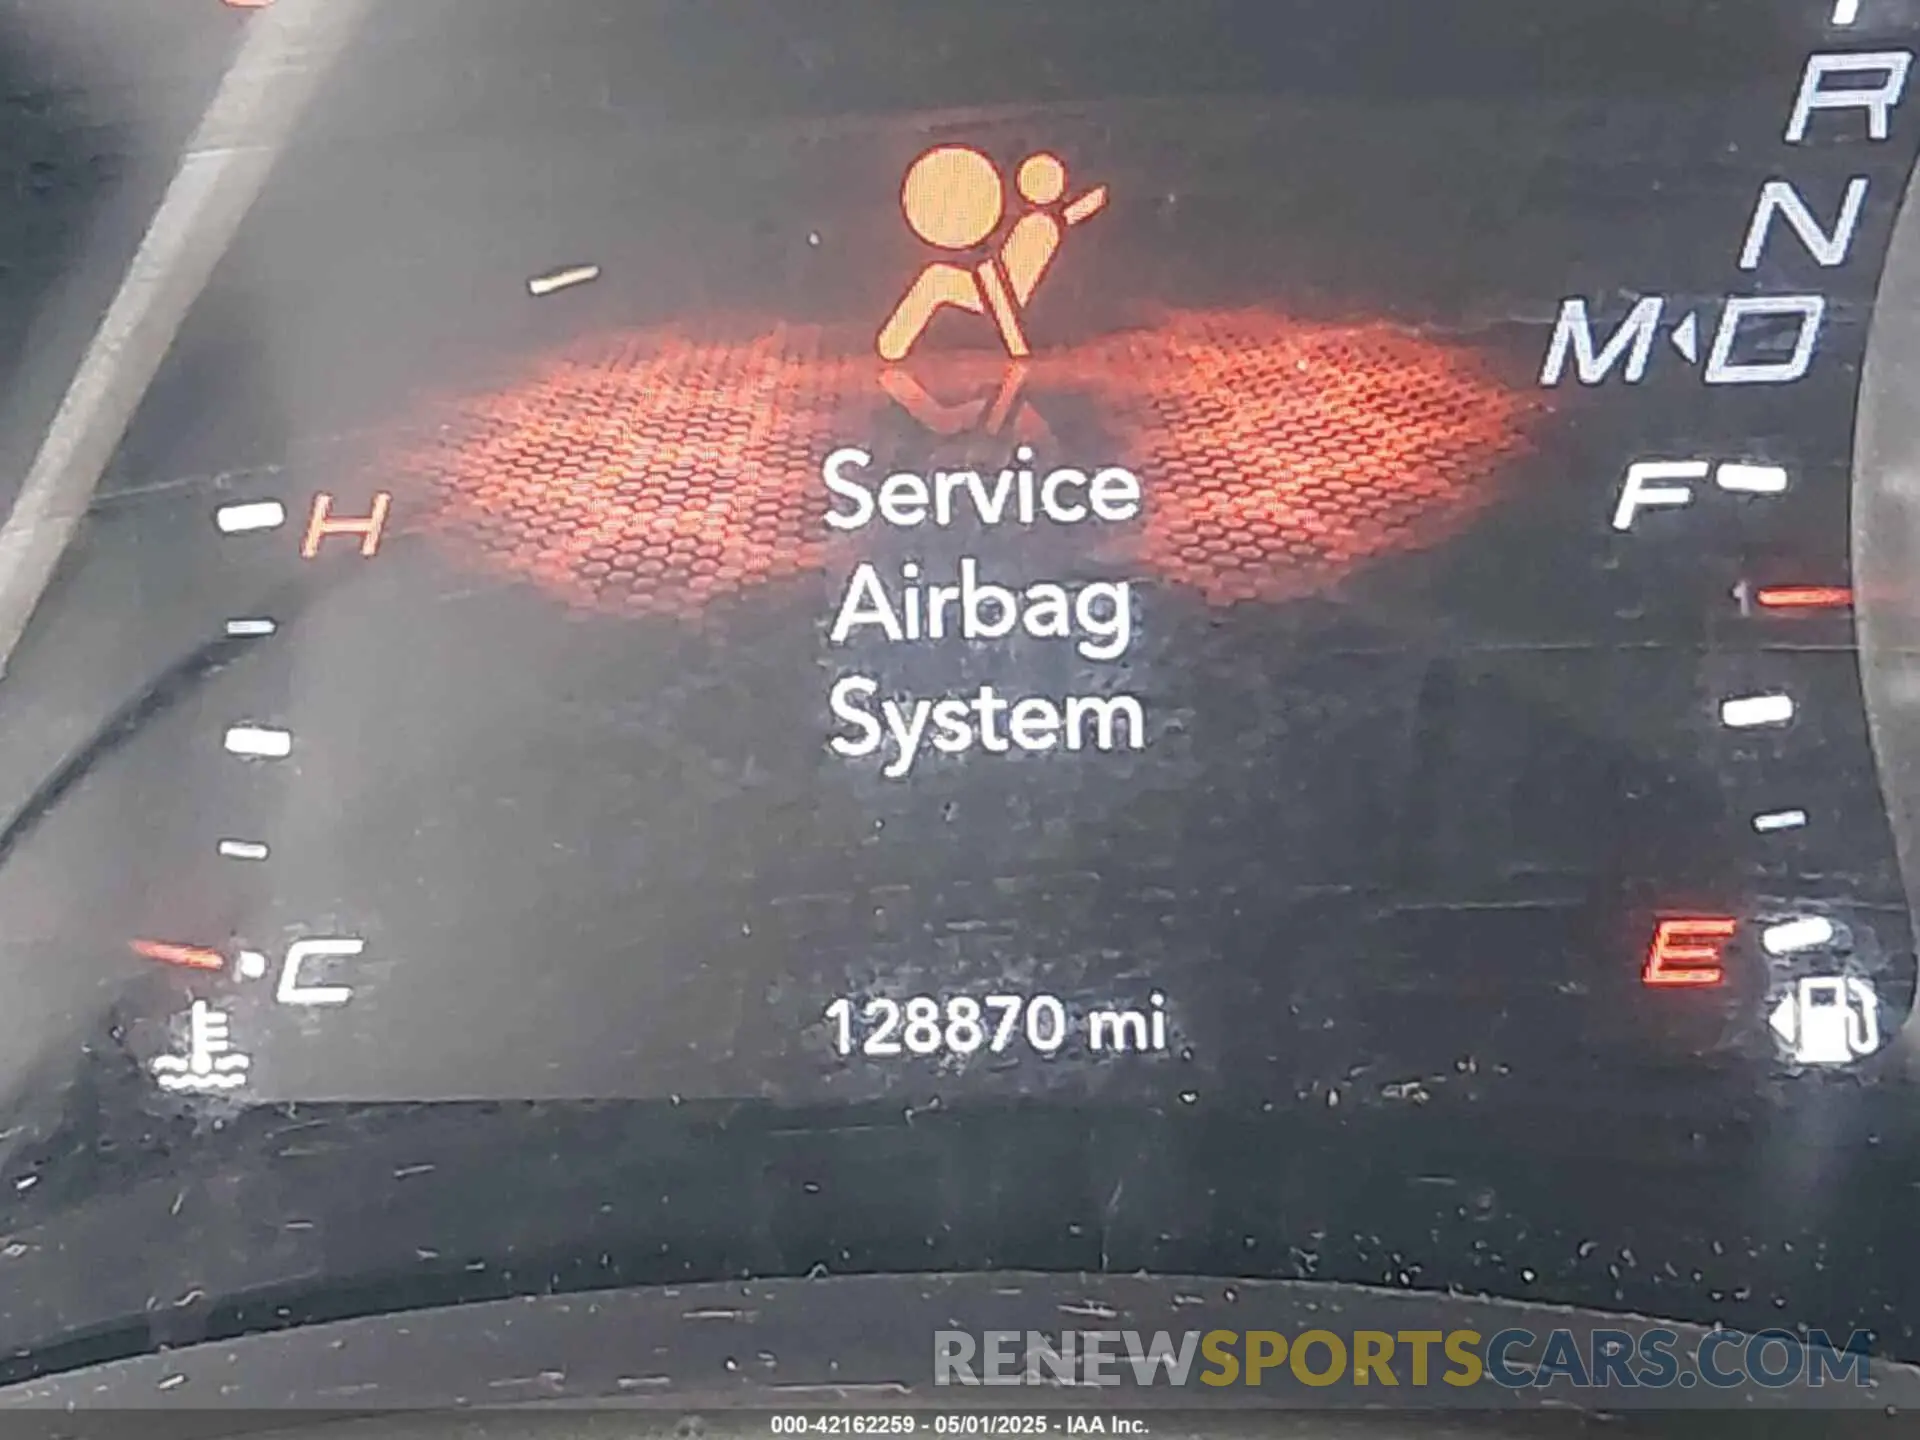 R
N
M D
H
F
Service
Airbag
System
C
E
128870 mi
RENEWSPORTSCARS.COM
000-42162259 - 05/01/2025 - IAA Inc.